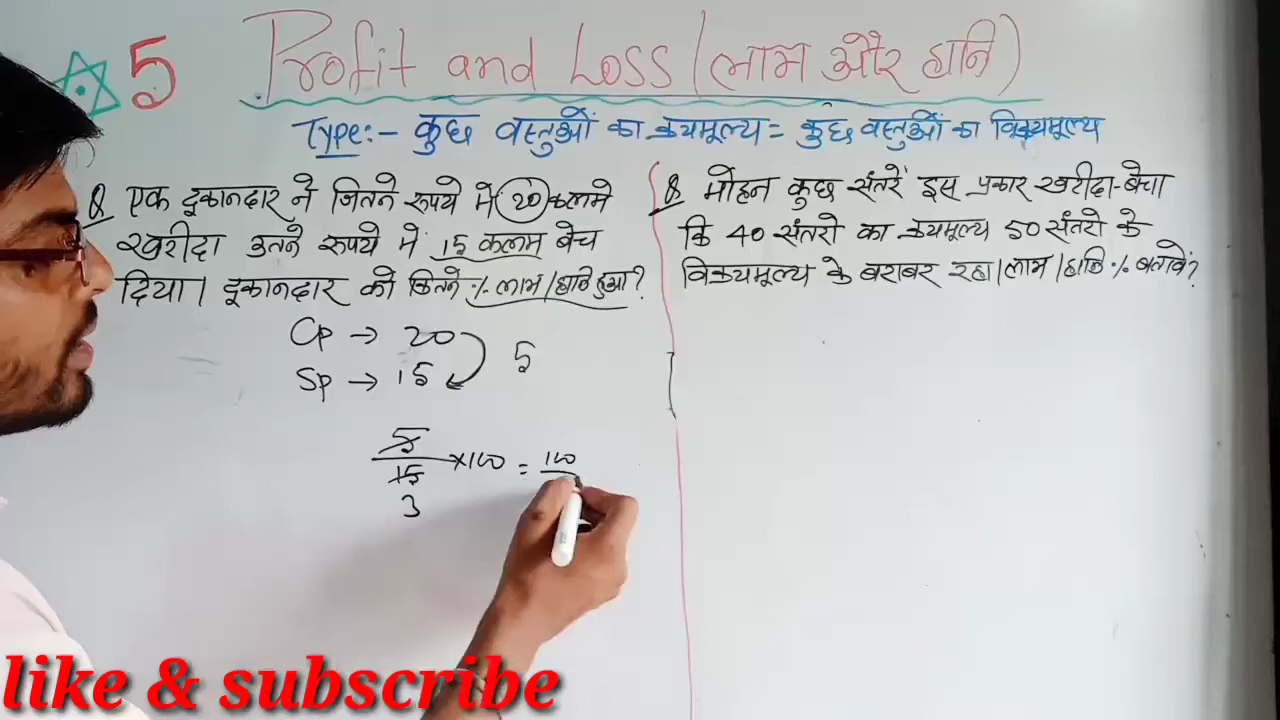 5 Profit and Loss (लाभ और हानि)
Type:- कुछ वस्तुओं का क्रयमूल्य = कुछ वस्तुओं का विक्रयमूल्य
Q एक दूकानदार ने जितने रूपये मे 20 कलमे
खरीदा उतने रूपये में 15 कलम बेच
दिया। दूकानदार को कितने % लाभ/हानि हुआ?
CP → 20
SP → 15
5
5/15 × 100 = 100
3
Q मोहन कुछ संतरें इस प्रकार खरीदा-बेचा
कि 40 संतरो का क्रयमूल्य 50 संतरो के
विक्रयमूल्य के बराबर रहा। लाभ/हानि % बतावें?
like & subscribe